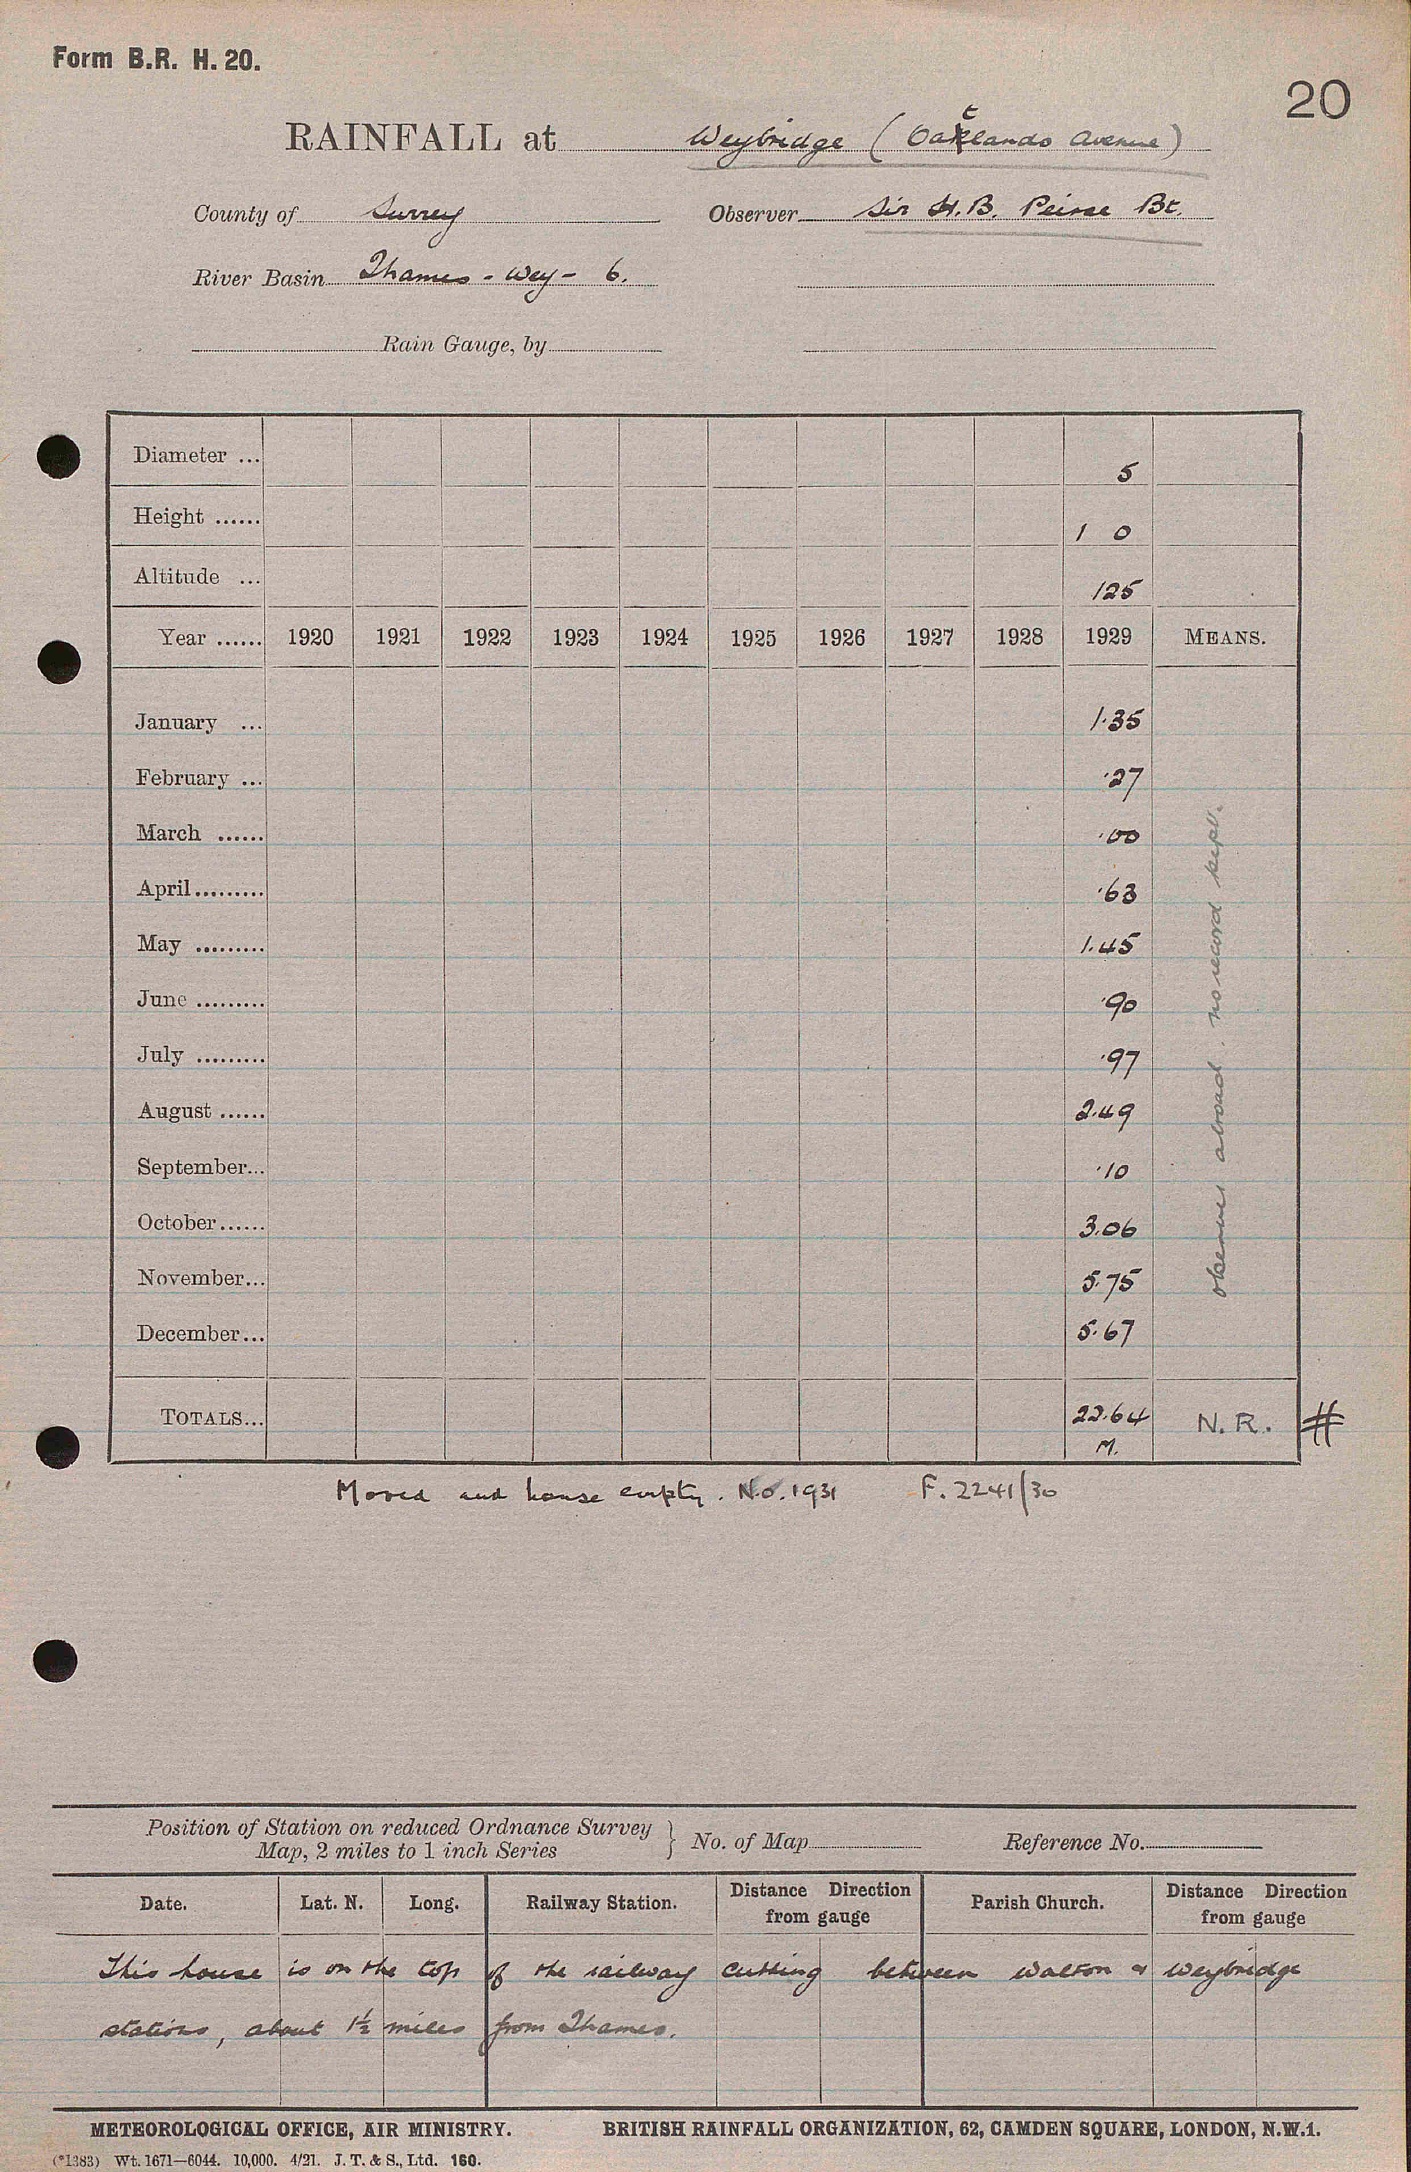 Form B.R. H. 20.
20
RAINFALL at Weybridge (Oatlands Avenue)
County of Surrey Observer Sir H.B. Peirse Bt.
River Basin Thames - Wey - 6.
Rain Gauge, by
Diameter ... 5
Height ...... 1 0
Altitude ... 125
Year ...... 1920 1921 1922 1923 1924 1925 1926 1927 1928 1929 MEANS.
January ... 1.35
February ... .27
March ...... .00
April ......... .63
May ......... 1.45
June ......... .90
July ......... .97
August ...... 2.49
September... .10
October...... 3.06
November... 5.75
December... 5.67
observer abroad. no record kept.
TOTALS... 22.64 N.R. #
M.
Moved and house empty. N.O. 1931 F. 2241/30
Position of Station on reduced Ordnance Survey
Map, 2 miles to 1 inch Series } No. of Map Reference No.
Date. Lat. N. Long. Railway Station. Distance Direction from gauge Parish Church. Distance Direction from gauge
This house is on the top of the railway cutting between Walton & Weybridge
stations, about 1½ miles from Thames.
METEOROLOGICAL OFFICE, AIR MINISTRY. BRITISH RAINFALL ORGANIZATION, 62, CAMDEN SQUARE, LONDON, N.W.1.
(*1383) Wt. 1671—6044. 10,000. 4/21. J. T. & S., Ltd. 160.